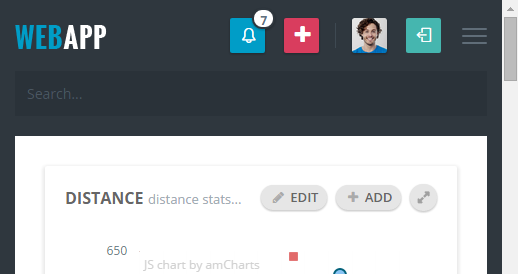 WEBAPP
7
Search...
DISTANCE distance stats... EDIT ADD
650
JS chart by amCharts